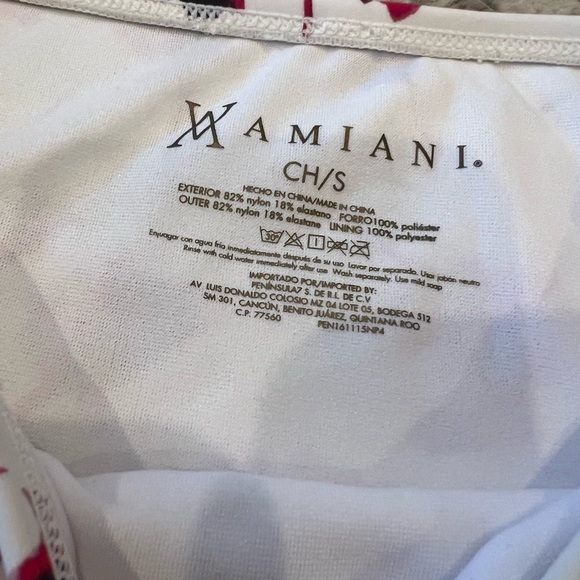 AMIANI®
CH/S
HECHO EN CHINA/MADE IN CHINA
EXTERIOR 82% nylon 18% elastano FORRO100% poliéster
OUTER 82% nylon 18% elastane LINING 100% polyester
30°
Enjuagar con agua fría inmediatamente después de su uso. Lavar por separado. Usar jabón neutro
Rinse with cold water immediately after use. Wash separately. Use mild soap
IMPORTADO POR/IMPORTED BY:
PENÍNSULA7 S. DE R.L. DE C.V
AV. LUIS DONALDO COLOSIO MZ 04 LOTE 05, BODEGA 512
SM 301, CANCÚN, BENITO JUÁREZ, QUINTANA ROO
C.P. 77560
PEN161115NP4